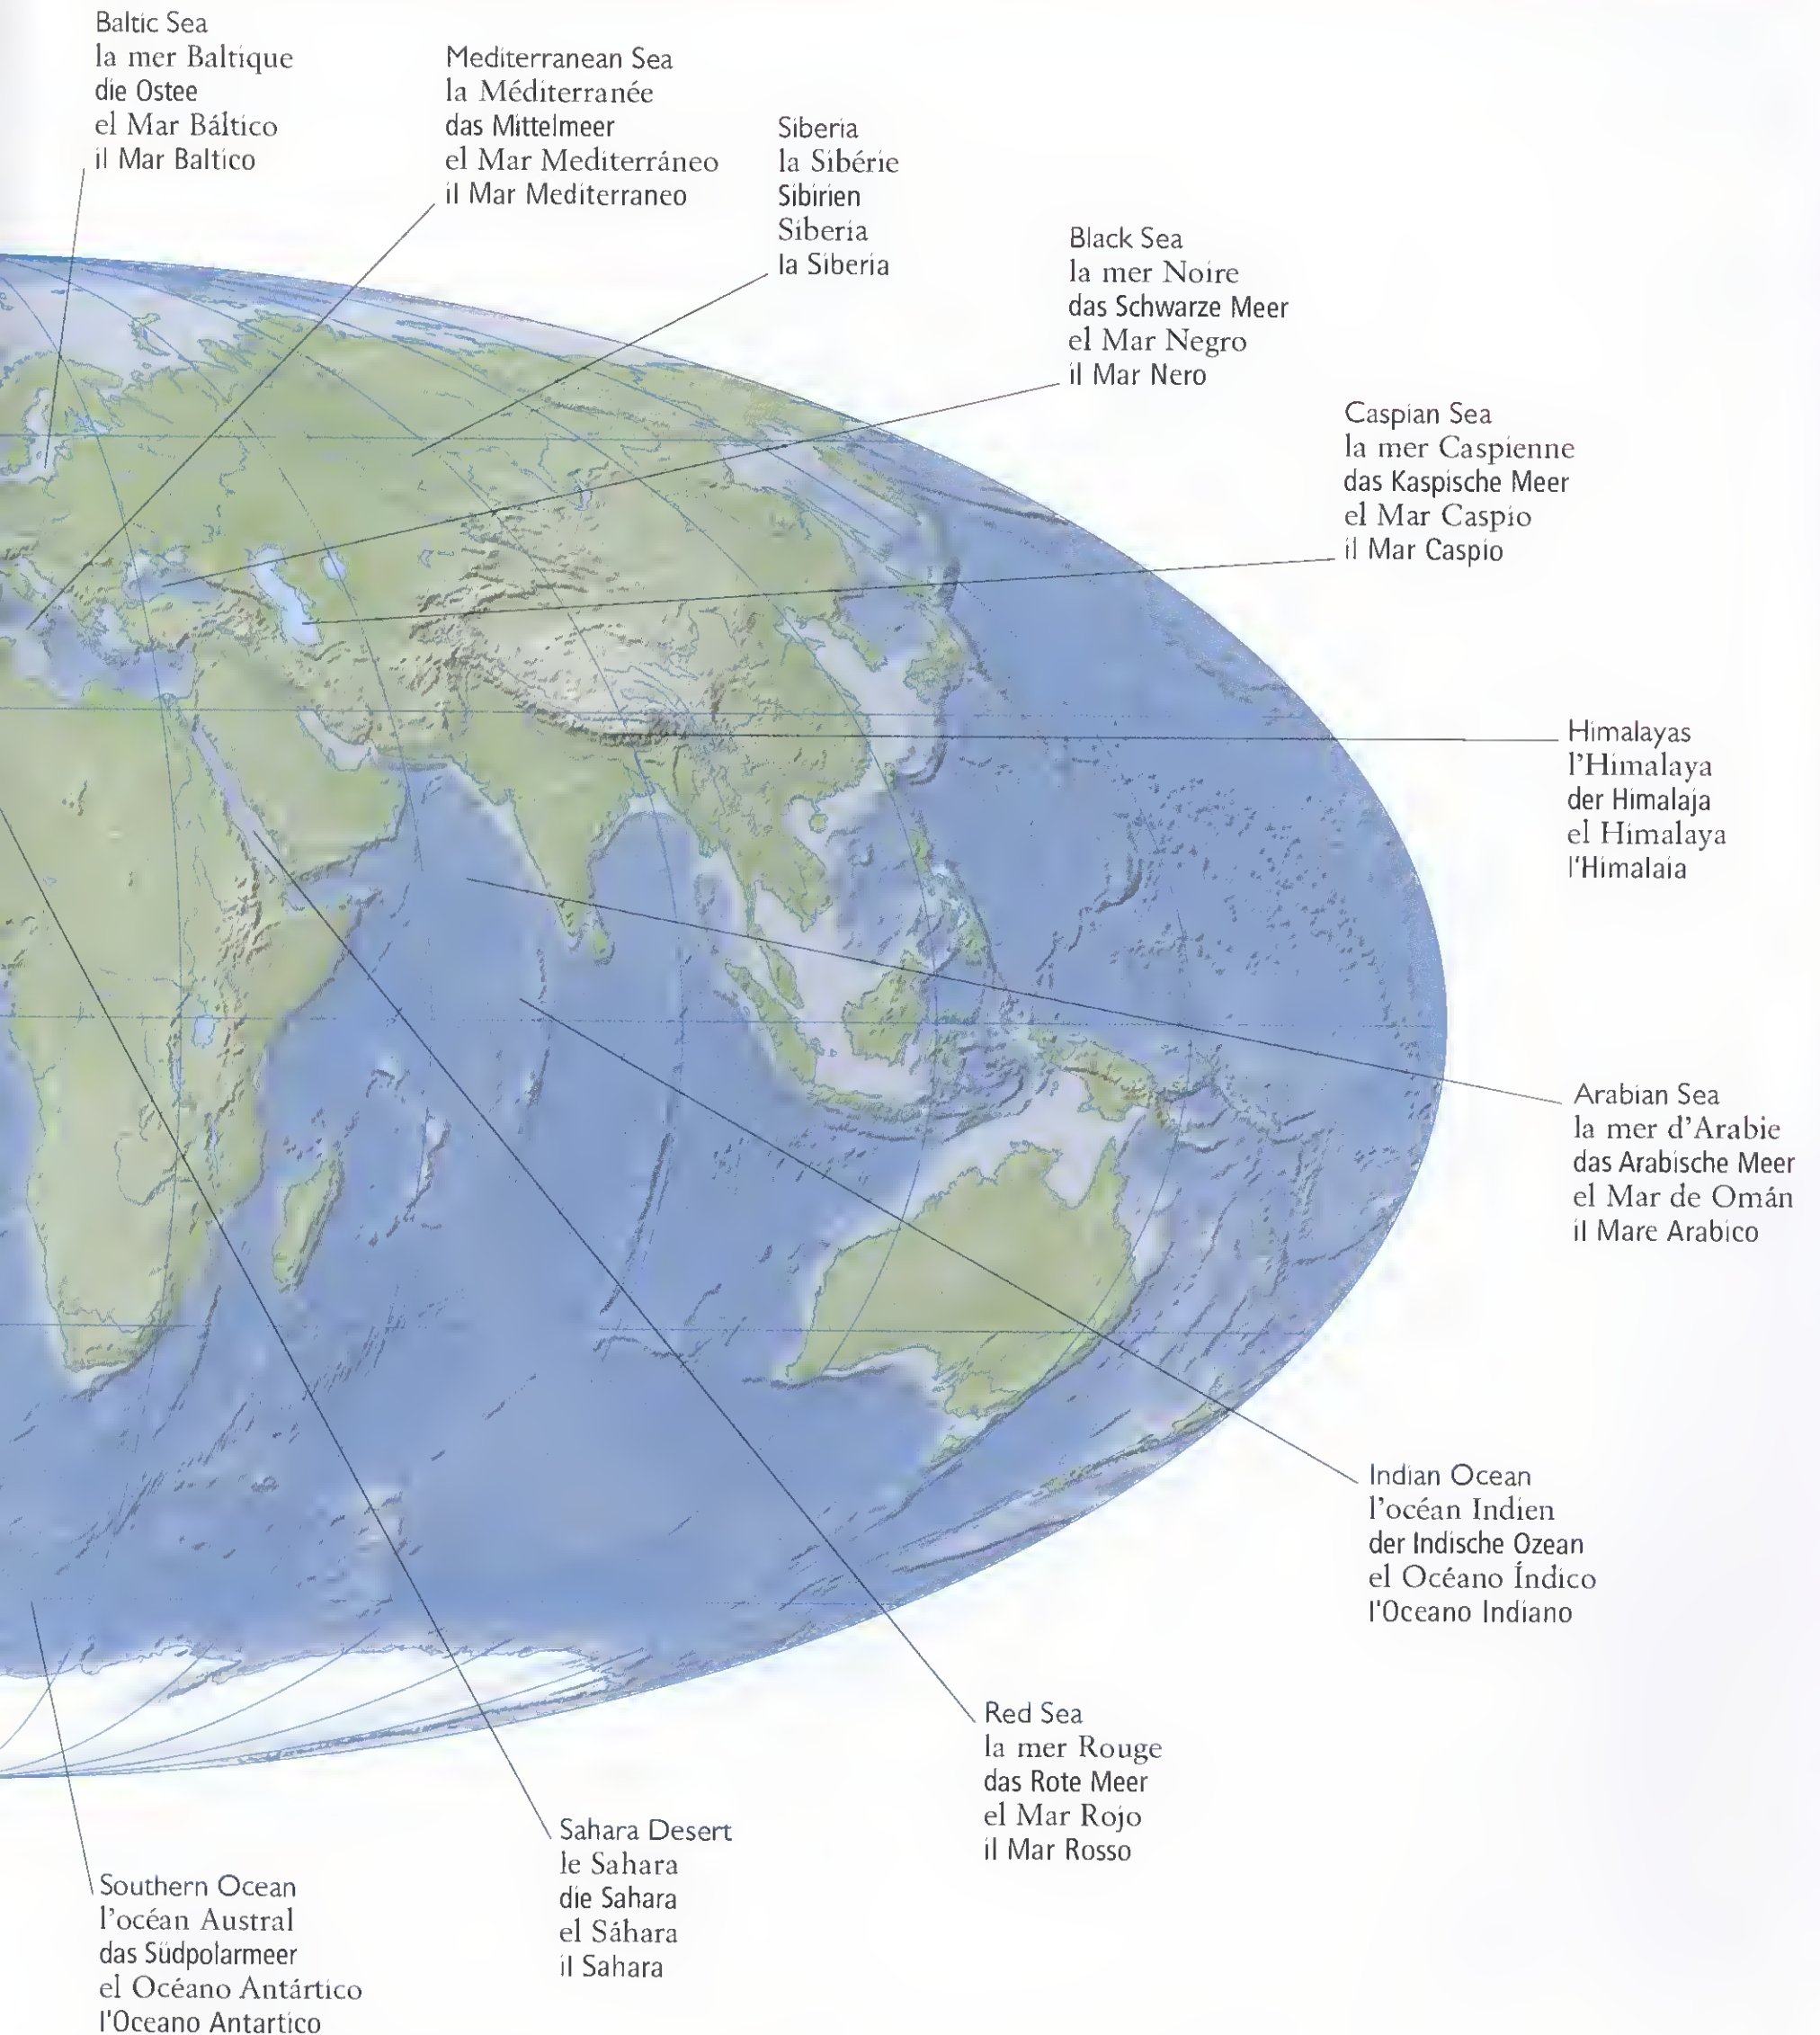 Baltic Sea
la mer Baltique
die Ostee
el Mar Báltico
il Mar Baltico
Mediterranean Sea
la Méditerranée
das Mittelmeer
el Mar Mediterráneo
il Mar Mediterraneo
Siberia
la Sibérie
Sibirien
Siberia
la Siberia
Black Sea
la mer Noire
das Schwarze Meer
el Mar Negro
il Mar Nero
Caspian Sea
la mer Caspienne
das Kaspische Meer
el Mar Caspio
il Mar Caspio
Himalayas
l'Himalaya
der Himalaja
el Himalaya
l'Himalaia
Arabian Sea
la mer d'Arabie
das Arabische Meer
el Mar de Omán
il Mare Arabico
Indian Ocean
l'océan Indien
der Indische Ozean
el Océano Índico
l'Oceano Indiano
Red Sea
la mer Rouge
das Rote Meer
el Mar Rojo
il Mar Rosso
Sahara Desert
le Sahara
die Sahara
el Sáhara
il Sahara
Southern Ocean
l'océan Austral
das Südpolarmeer
el Océano Antártico
l'Oceano Antartico